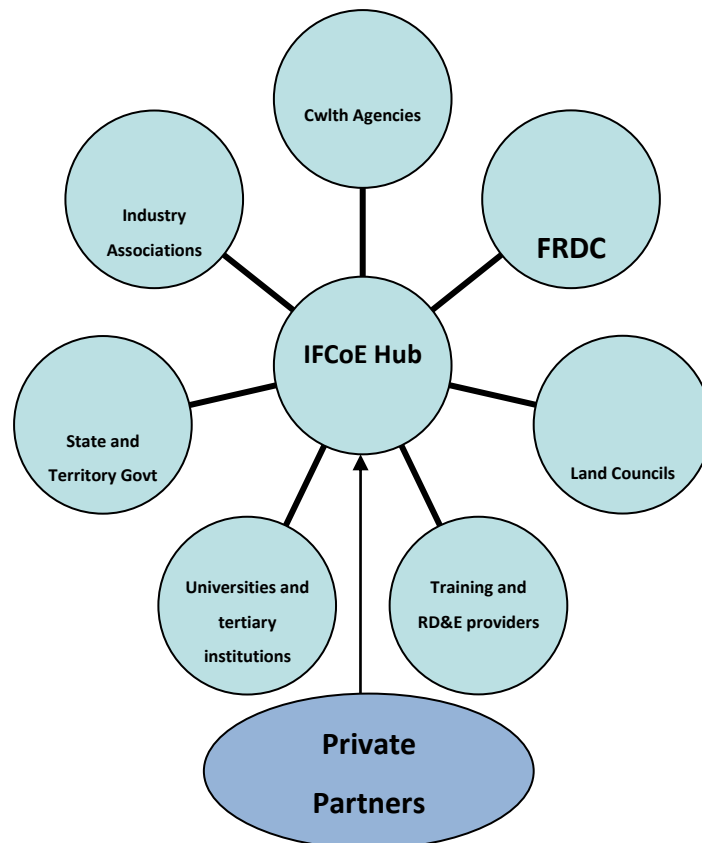 Cwlth Agencies
Industry
Associations
FRDC
IFCoE Hub
State and
Territory Govt
Land Councils
Universities and
tertiary
institutions
Training and
RD&E providers
Private
Partners